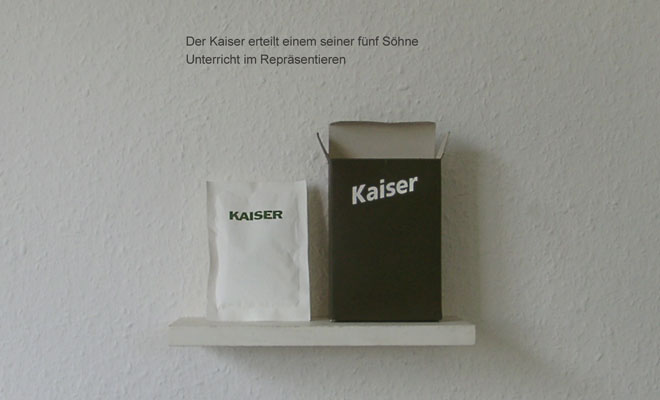 Der Kaiser erteilt einem seiner fünf Söhne
Unterricht im Repräsentieren
Kaiser
KAISER